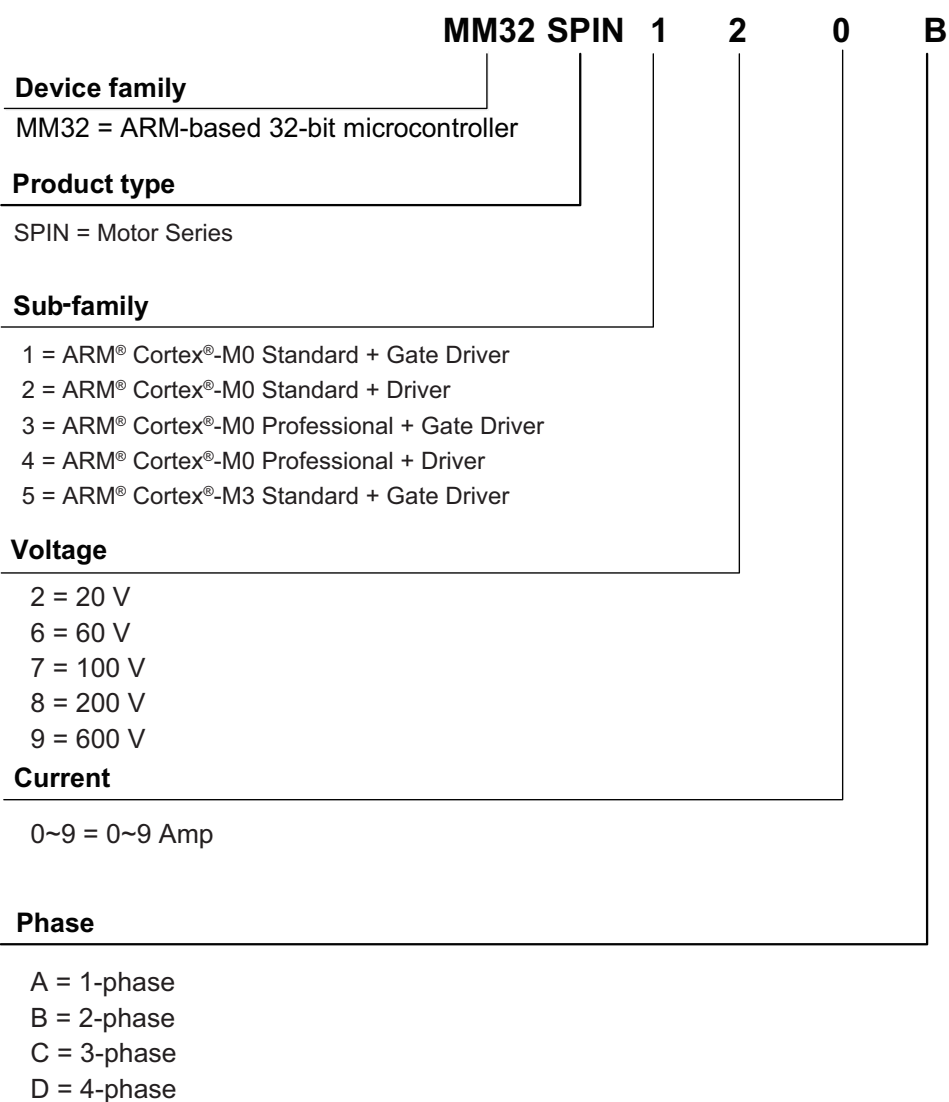 MM32 SPIN 1 2 0 B
Device family
MM32 = ARM-based 32-bit microcontroller
Product type
SPIN = Motor Series
Sub-family
1 = ARM® Cortex®-M0 Standard + Gate Driver
2 = ARM® Cortex®-M0 Standard + Driver
3 = ARM® Cortex®-M0 Professional + Gate Driver
4 = ARM® Cortex®-M0 Professional + Driver
5 = ARM® Cortex®-M3 Standard + Gate Driver
Voltage
2 = 20 V
6 = 60 V
7 = 100 V
8 = 200 V
9 = 600 V
Current
0~9 = 0~9 Amp
Phase
A = 1-phase
B = 2-phase
C = 3-phase
D = 4-phase